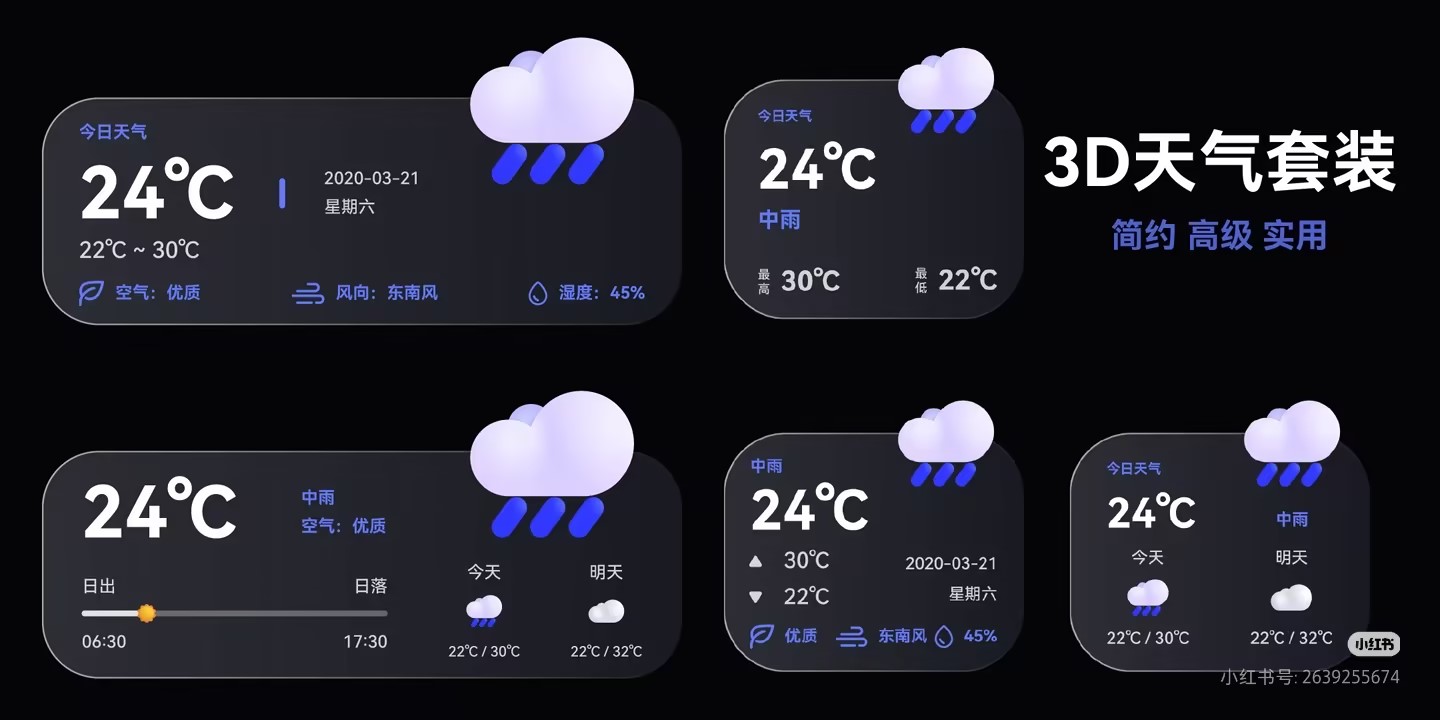 今日天气
24℃
2020-03-21
星期六
22℃ ~ 30℃
空气：优质
风向：东南风
湿度：45%
今日天气
24℃
中雨
最高 30℃
最低 22℃
3D天气套装
简约 高级 实用
24℃
中雨
空气：优质
日出
日落
06:30
17:30
今天
明天
22℃ / 30℃
22℃ / 32℃
中雨
24℃
30℃
22℃
2020-03-21
星期六
优质
东南风
45%
今日天气
24℃
中雨
今天
明天
22℃ / 30℃
22℃ / 32℃
小红书
小红书号: 2639255674